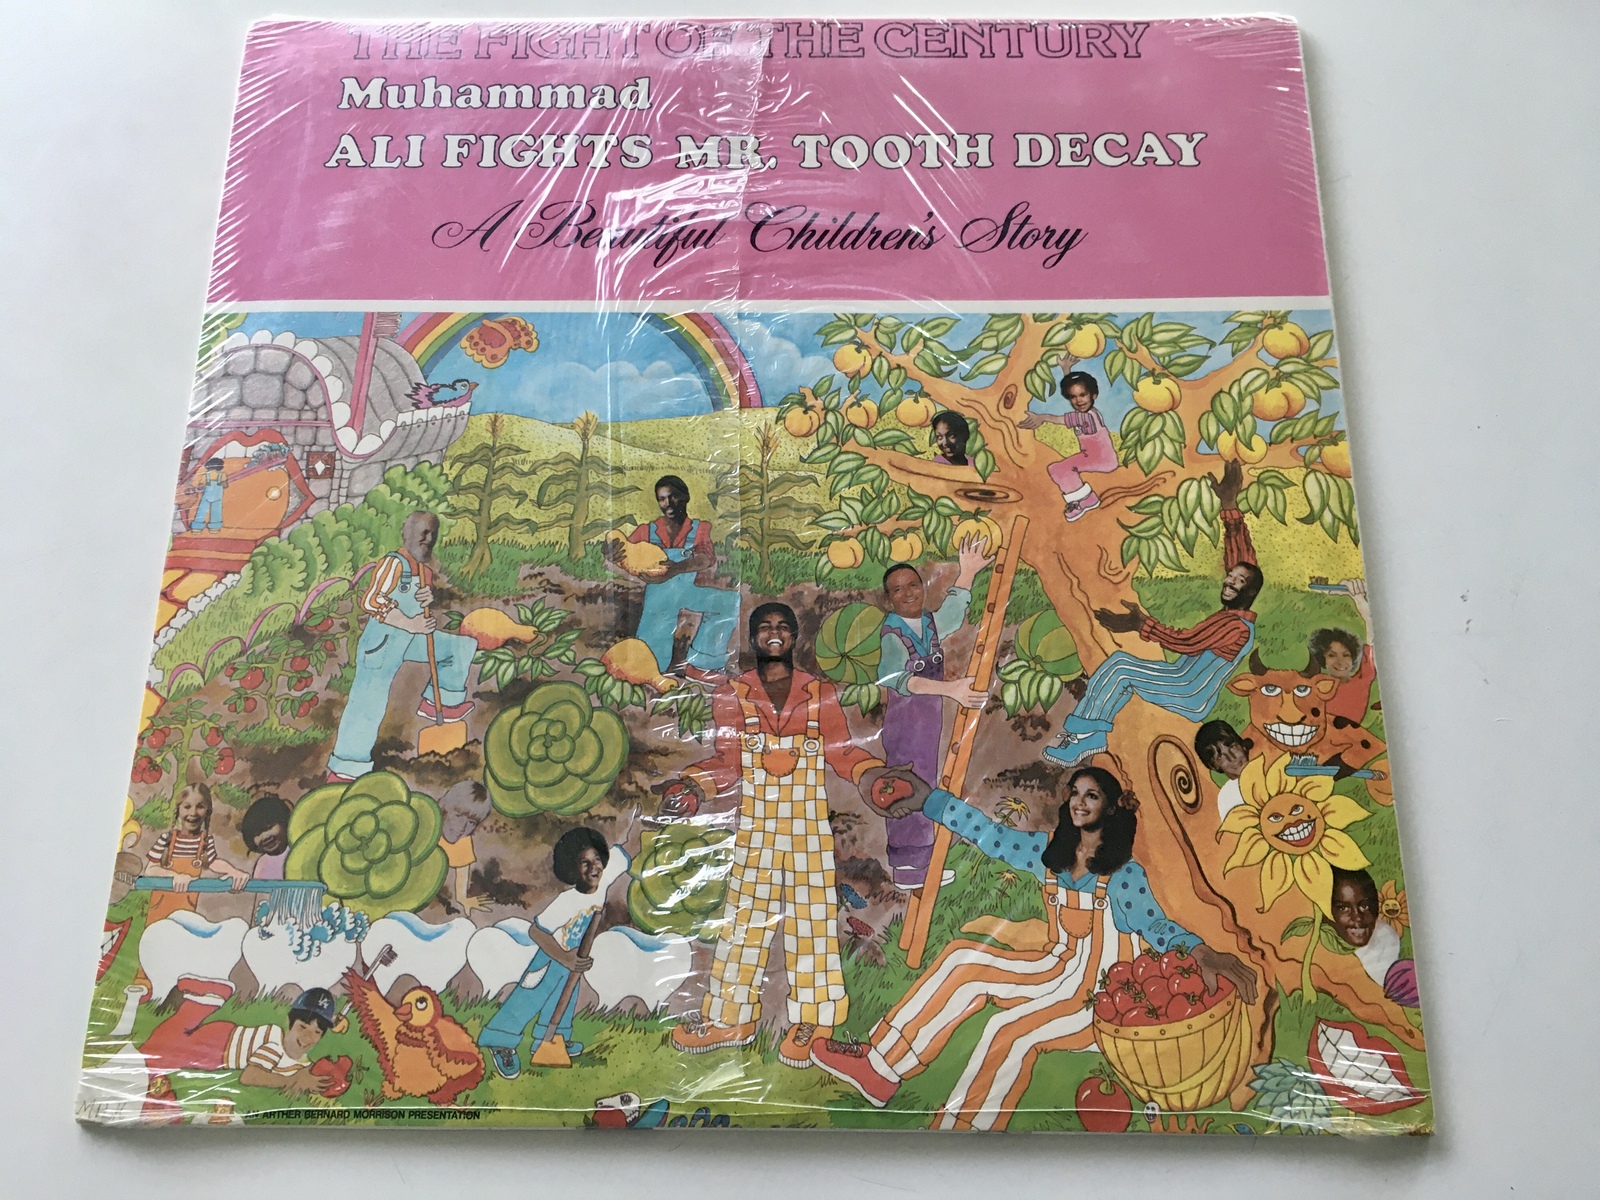 THE FIGHT OF THE CENTURY
Muhammad
ALI FIGHTS MR. TOOTH DECAY
A Beautiful Children's Story
LA
AN ARTHER BERNARD MORRISON PRESENTATION